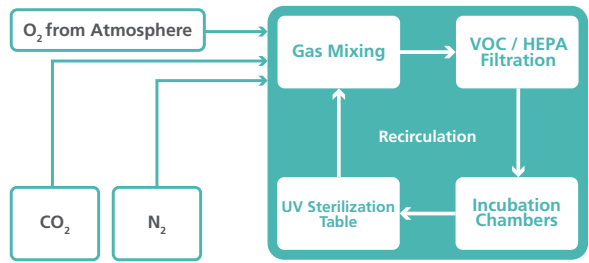 O₂ from Atmosphere
Gas Mixing
VOC / HEPA
Filtration
Recirculation
CO₂
N₂
UV Sterilization
Table
Incubation
Chambers